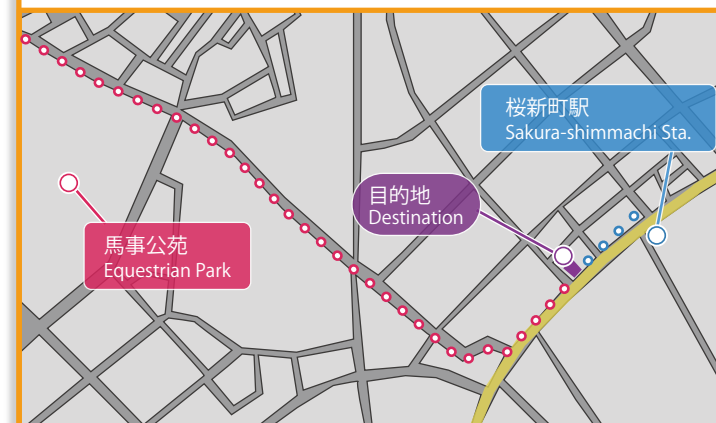 桜新町駅
Sakura-shimmachi Sta.
目的地
Destination
馬事公苑
Equestrian Park